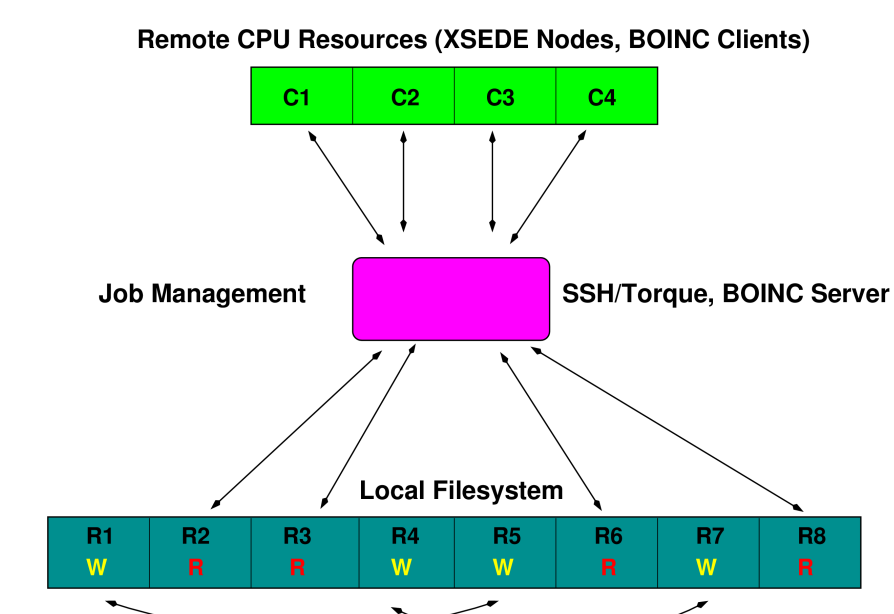 Remote CPU Resources (XSEDE Nodes, BOINC Clients)
C1 C2 C3 C4
Job Management SSH/Torque, BOINC Server
Local Filesystem
R1 R2 R3 R4 R5 R6 R7 R8
W R R W W R W R